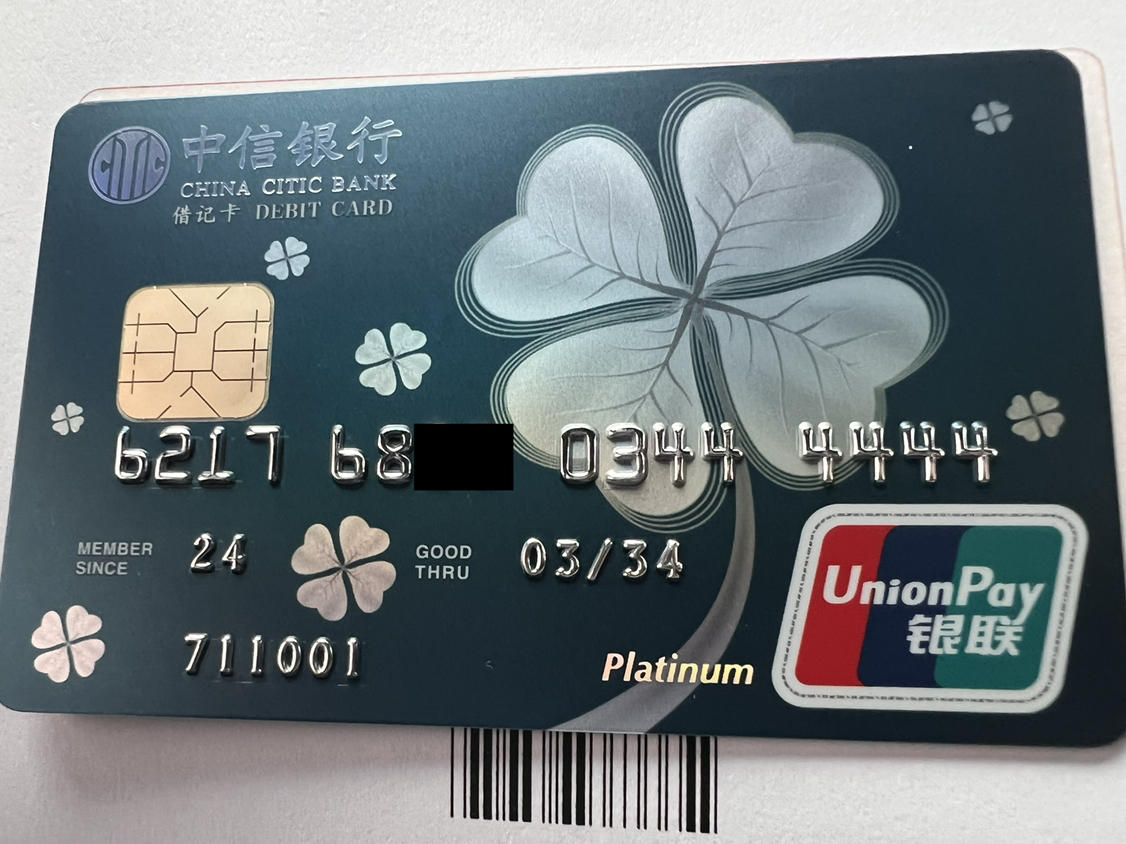 CITIC 中信银行
CHINA CITIC BANK
借记卡 DEBIT CARD
6217 68 0344 4444
MEMBER SINCE 24 GOOD THRU 03/34
711001
Platinum
UnionPay
银联